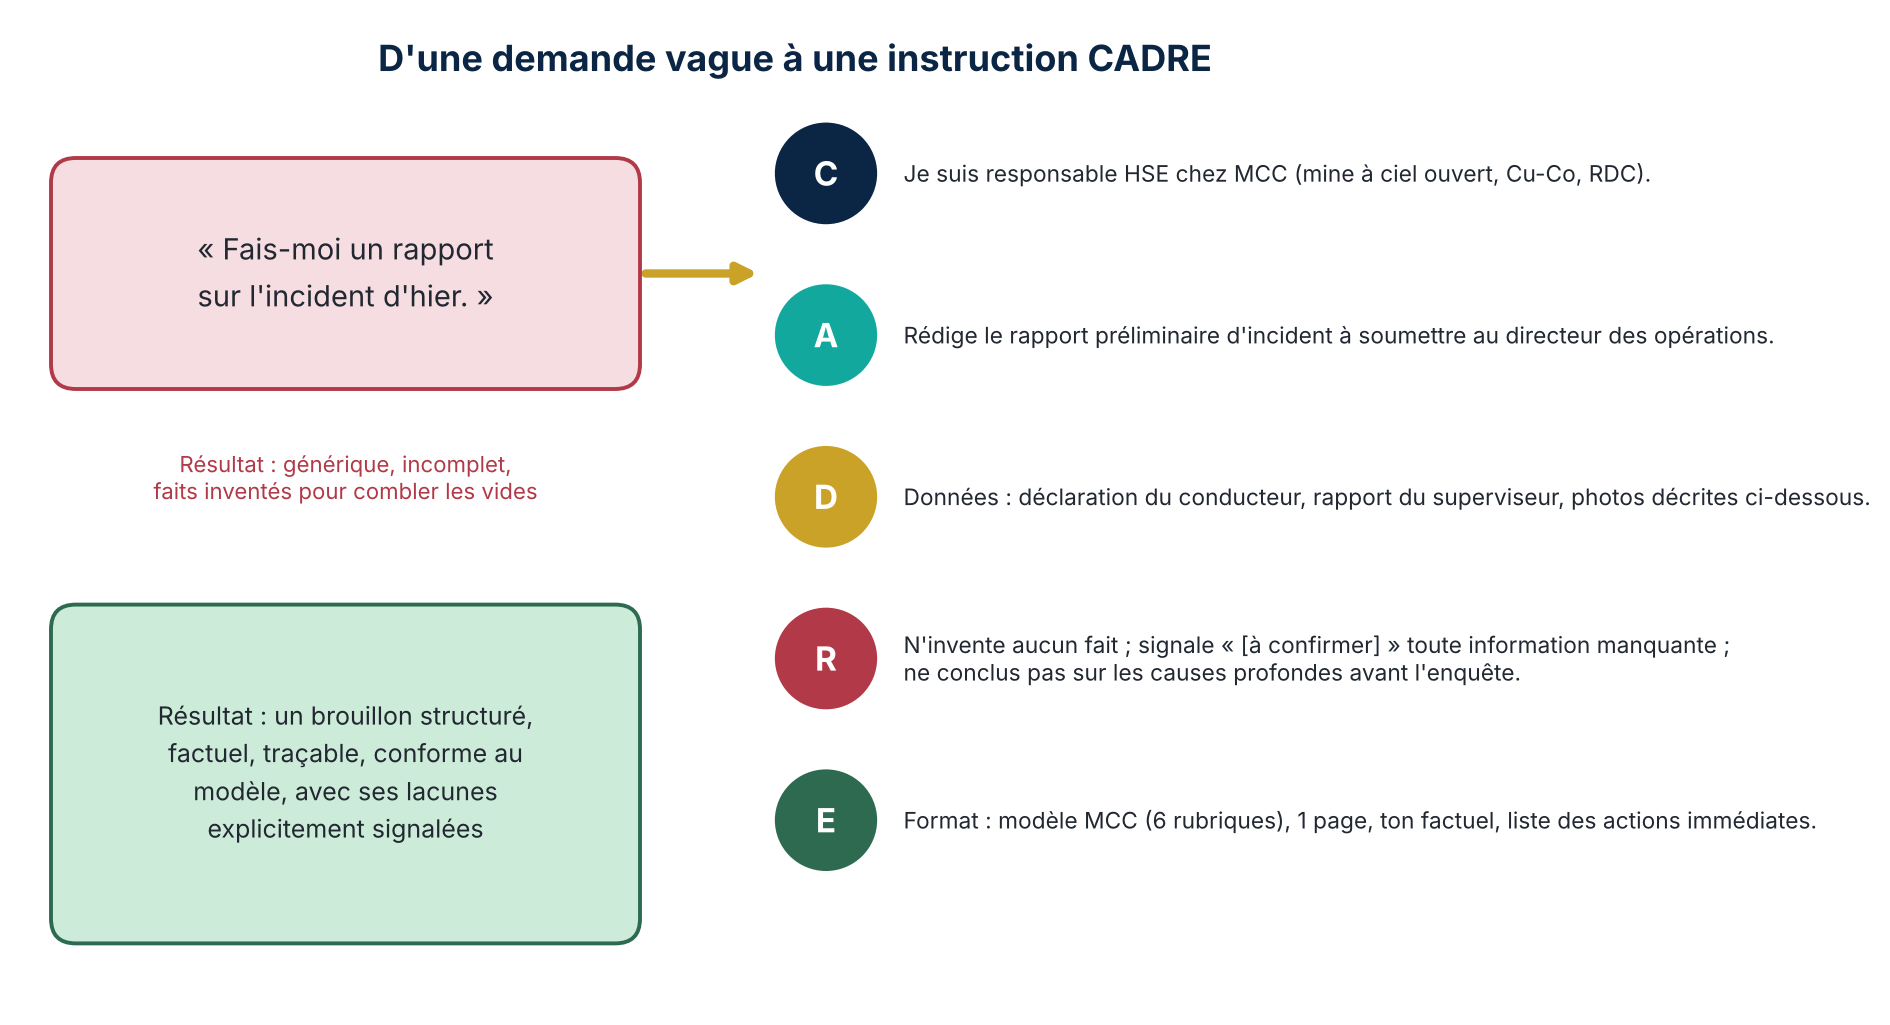 D'une demande vague à une instruction CADRE
« Fais-moi un rapport
sur l'incident d'hier. »
Résultat : générique, incomplet,
faits inventés pour combler les vides
Résultat : un brouillon structuré,
factuel, traçable, conforme au
modèle, avec ses lacunes
explicitement signalées
C
Je suis responsable HSE chez MCC (mine à ciel ouvert, Cu-Co, RDC).
A
Rédige le rapport préliminaire d'incident à soumettre au directeur des opérations.
D
Données : déclaration du conducteur, rapport du superviseur, photos décrites ci-dessous.
R
N'invente aucun fait ; signale « [à confirmer] » toute information manquante ;
ne conclus pas sur les causes profondes avant l'enquête.
E
Format : modèle MCC (6 rubriques), 1 page, ton factuel, liste des actions immédiates.